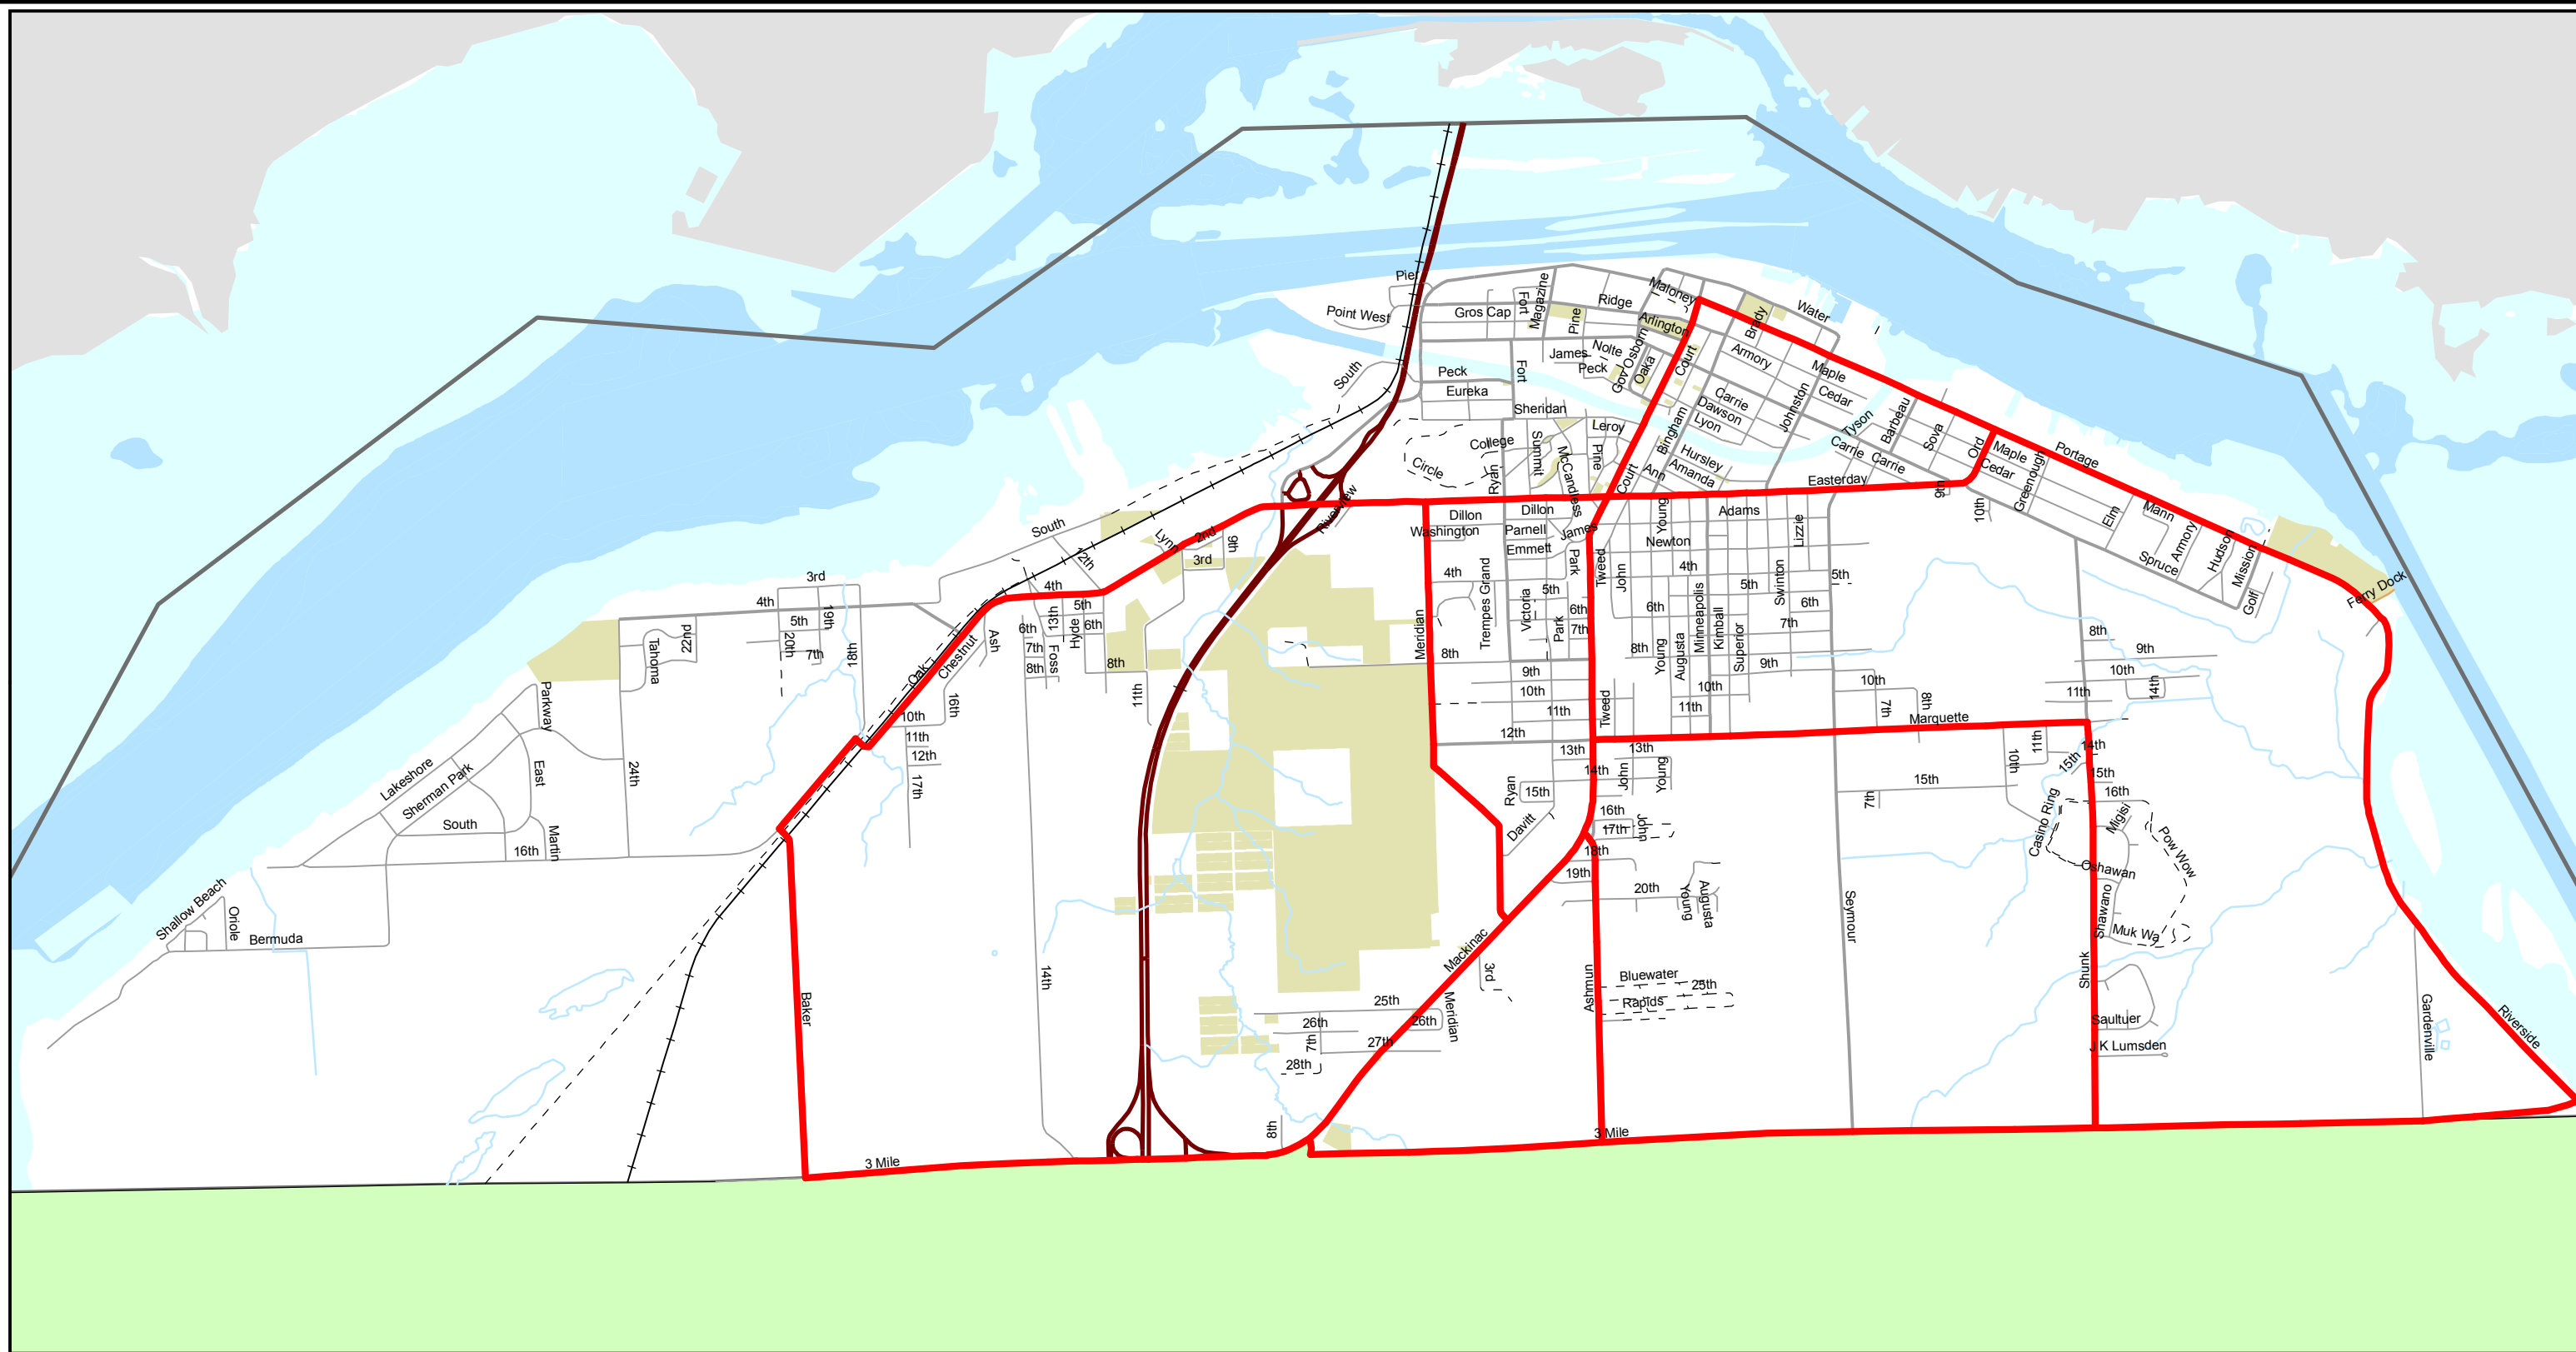 Pier
Point West
Gros Cap
Fort
Magazine
Pine
Ridge
Maloney
Arlington
Brady
Water
James
Nolte
Peck
Gov Osborn
Oaka
Court
Armory
Maple
Cedar
South
Peck
Eureka
Fort
Sheridan
Carrie
Dawson
Lyon
Johnston
Tyson
Barbeau
Sova
Ord
Maple
Cedar
Greenough
Portage
College
Circle
Ryan
Summit
McCandless
Pine
Leroy
Court
Bingham
Hursley
Amanda
Ann
Carrie
Carrie
Easterday
9th
10th
Elm
Mann
Armory
Spruce
Hudson
Mission
Golf
Ferry Dock
Riverview
South
12th
Lynn
2nd
9th
3rd
Dillon
Washington
Dillon
Parnell
Emmett
James
Park
Young
Adams
Lizzie
Newton
Tweed
John
4th
4th
5th
5th
Swinton
3rd
4th
5th
19th
20th
7th
18th
22nd
Tahoma
4th
5th
13th
Hyde
6th
6th
7th
8th
Foss
8th
11th
Ash
Chestnut
Oak
16th
10th
11th
12th
17th
Meridian
Trempes Grand
Victoria
5th
6th
Park
7th
8th
9th
10th
11th
12th
Tweed
6th
8th
Young
Augusta
Minneapolis
Kimball
Superior
6th
7th
9th
10th
11th
8th
9th
10th
11th
14th
10th
7th
8th
Marquette
13th
13th
14th
John
Young
Ryan
15th
Davitt
16th
17th
John
18th
19th
20th
Young
Augusta
15th
7th
10th
11th
14th
15th
15th
16th
Migisi
Casino Ring
Pow Wow
Oshawan
Shawano
Muk Wa
Parkway
Lakeshore
Sherman Park
East
24th
South
16th
Martin
Shallow Beach
Oriole
Bermuda
Baker
14th
Mackinac
3rd
Meridian
25th
26th
26th
7th
27th
28th
8th
Ashmun
Bluewater
25th
Rapids
Seymour
Shunk
Saultuer
J K Lumsden
Gardenville
Riverside
3 Mile
3 Mile